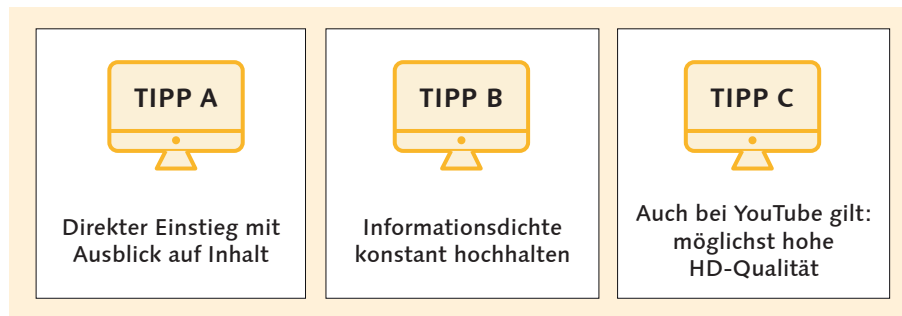 TIPP A
Direkter Einstieg mit
Ausblick auf Inhalt
TIPP B
Informationsdichte
konstant hochhalten
TIPP C
Auch bei YouTube gilt:
möglichst hohe
HD-Qualität